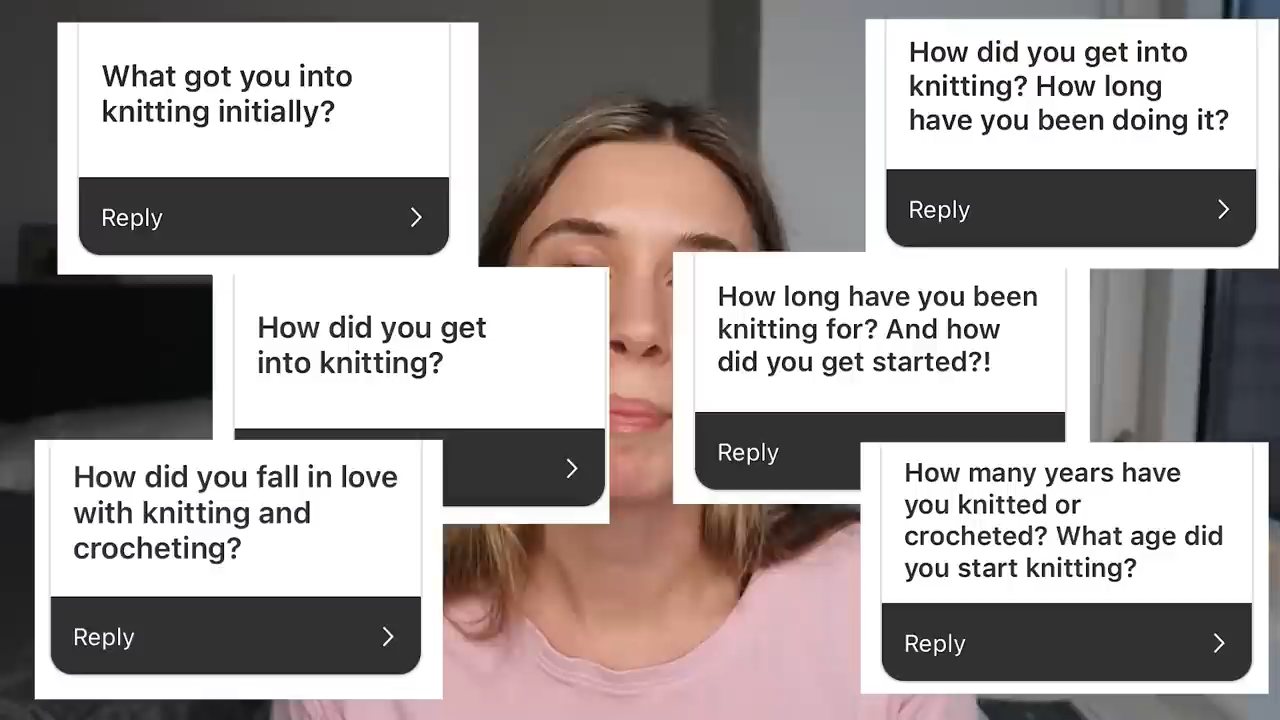 What got you into
knitting initially?
Reply
How did you get into
knitting? How long
have you been doing it?
Reply
How did you get
into knitting?
How long have you been
knitting for? And how
did you get started?!
Reply
How did you fall in love
with knitting and
crocheting?
Reply
How many years have
you knitted or
crocheted? What age did
you start knitting?
Reply